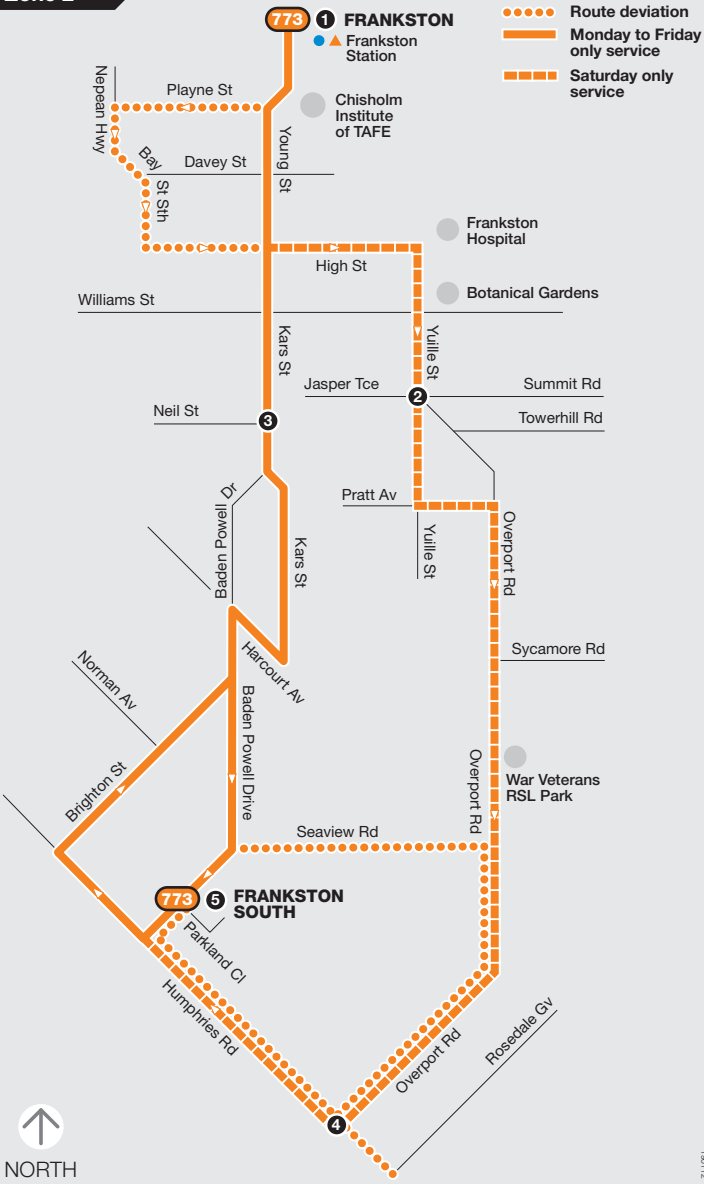 773 1 FRANKSTON
Frankston
Station
Route deviation
Monday to Friday
only service
Saturday only
service
Nepean Hwy
Playne St
Chisholm
Institute
of TAFE
Young St
Bay St Sth
Davey St
Frankston
Hospital
High St
Botanical Gardens
Williams St
Kars St
Yuille St
Jasper Tce
2
Summit Rd
Neil St
3
Towerhill Rd
Baden Powell Dr
Pratt Av
Kars St
Yuille St
Overport Rd
Harcourt Av
Sycamore Rd
Norman Av
Baden Powell Drive
Brighton St
Overport Rd
War Veterans
RSL Park
Seaview Rd
773 5 FRANKSTON
SOUTH
Parkland Cl
Humphries Rd
Overport Rd
Rosedale Gv
4
NORTH